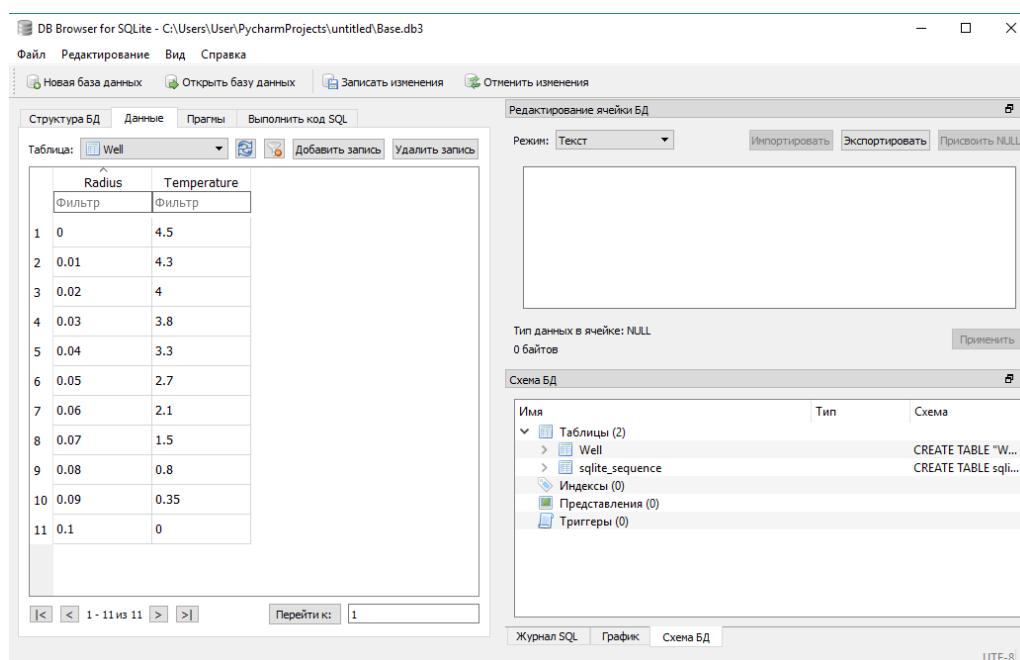 DB Browser for SQLite - C:\Users\User\PycharmProjects\untitled\Base.db3
Файл Редактирование Вид Справка
Новая база данных Открыть базу данных Записать изменения Отменить изменения
Структура БД Данные Прагмы Выполнить код SQL
Таблица: Well Добавить запись Удалить запись
Radius Temperature
Фильтр Фильтр
1 0 4.5
2 0.01 4.3
3 0.02 4
4 0.03 3.8
5 0.04 3.3
6 0.05 2.7
7 0.06 2.1
8 0.07 1.5
9 0.08 0.8
10 0.09 0.35
11 0.1 0
|< < 1 - 11 из 11 > >| Перейти к: 1
Редактирование ячейки БД
Режим: Текст Импортировать Экспортировать Присвоить NULL
Тип данных в ячейке: NULL
0 байтов
Применить
Схема БД
Имя Тип Схема
Таблицы (2)
Well CREATE TABLE "W...
sqlite_sequence CREATE TABLE sqli...
Индексы (0)
Представления (0)
Триггеры (0)
Журнал SQL График Схема БД
UTF-8